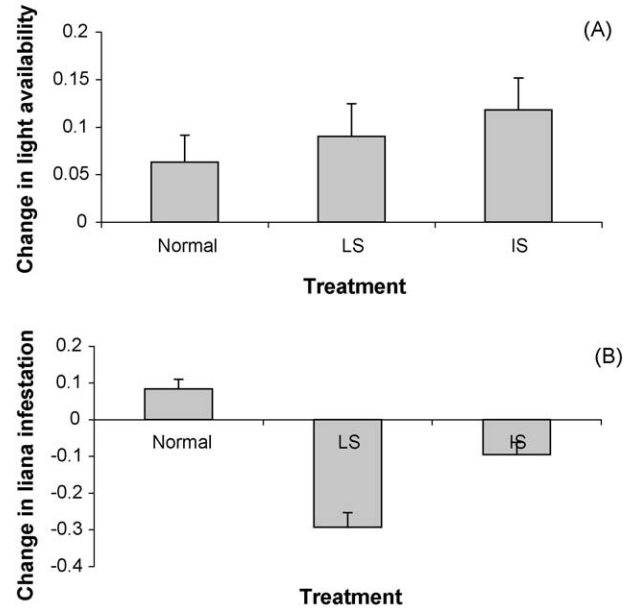 (A)
Change in light availability
0.2
0.15
0.1
0.05
0
Normal LS IS
Treatment
(B)
Change in liana infestation
0.2
0.1
0
-0.1
-0.2
-0.3
-0.4
Normal LS IS
Treatment